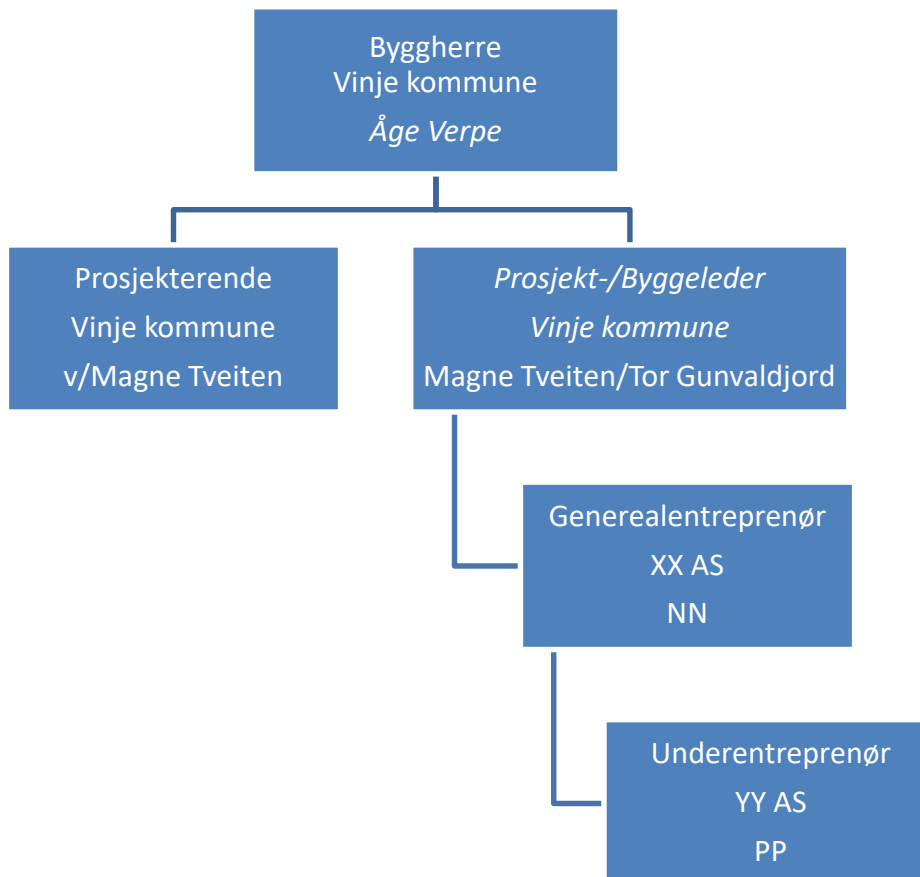 Byggherre
Vinje kommune
Åge Verpe
Prosjekterende
Vinje kommune
v/Magne Tveiten
Prosjekt-/Byggeleder
Vinje kommune
Magne Tveiten/Tor Gunvaldjord
Generealentreprenør
XX AS
NN
Underentreprenør
YY AS
PP